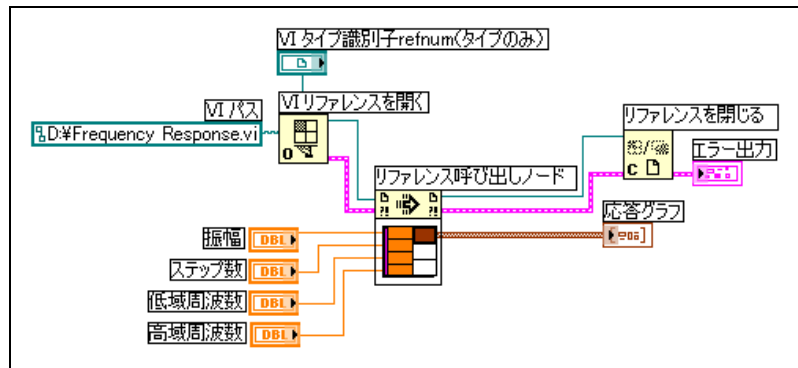 VI タイプ識別子refnum(タイプのみ)
VI パス
VI リファレンスを開く
D:¥Frequency Response.vi
O
リファレンスを閉じる
C
エラー出力
リファレンス呼び出しノード
?!
?!
応答グラフ
振幅
DBL
ステップ数
DBL
低域周波数
DBL
高域周波数
DBL